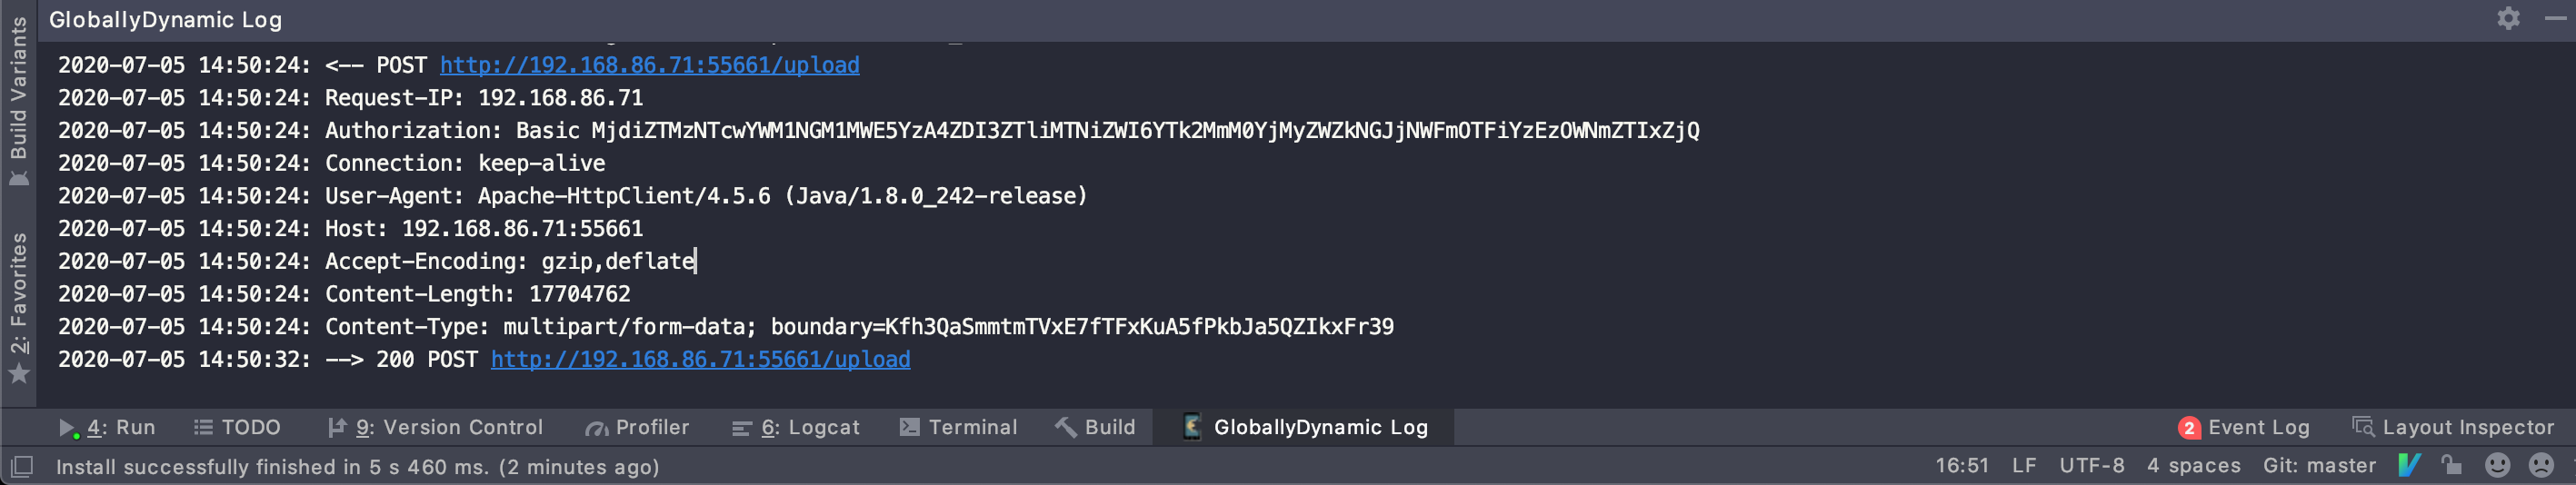 GloballyDynamic Log
2020-07-05 14:50:24: <-- POST http://192.168.86.71:55661/upload
2020-07-05 14:50:24: Request-IP: 192.168.86.71
2020-07-05 14:50:24: Authorization: Basic MjdiZTMzNTcwYWM1NGM1MWE5YzA4ZDI3ZTliMTNiZWI6YTk2MmM0YjMyZWZkNGJjNWFmOTFiYzEzOWNmZTIxZjQ
2020-07-05 14:50:24: Connection: keep-alive
2020-07-05 14:50:24: User-Agent: Apache-HttpClient/4.5.6 (Java/1.8.0_242-release)
2020-07-05 14:50:24: Host: 192.168.86.71:55661
2020-07-05 14:50:24: Accept-Encoding: gzip,deflate
2020-07-05 14:50:24: Content-Length: 17704762
2020-07-05 14:50:24: Content-Type: multipart/form-data; boundary=Kfh3QaSmmtmTVxE7fTFxKuA5fPkbJa5QZIkxFr39
2020-07-05 14:50:32: --> 200 POST http://192.168.86.71:55661/upload
Build Variants
2: Favorites
4: Run TODO 9: Version Control Profiler 6: Logcat Terminal Build GloballyDynamic Log 2 Event Log Layout Inspector
Install successfully finished in 5 s 460 ms. (2 minutes ago) 16:51 LF UTF-8 4 spaces Git: master